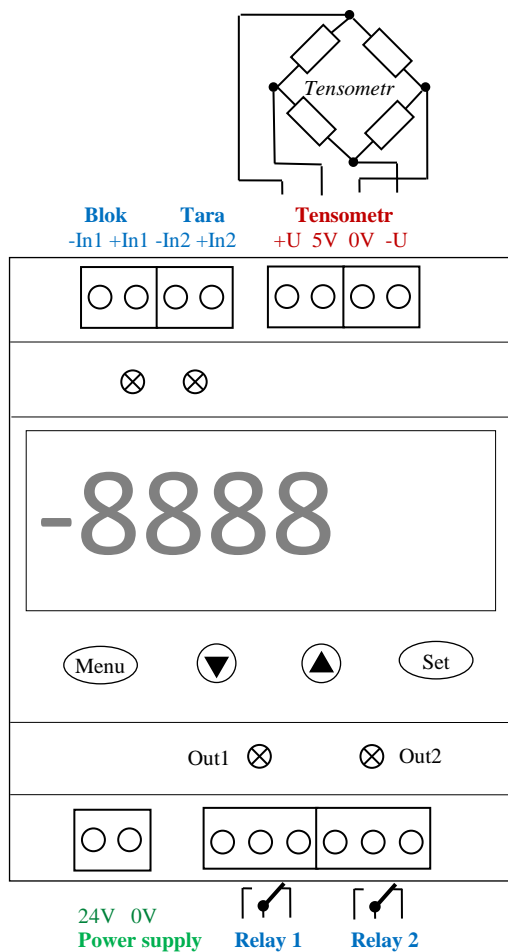 Tensometr
Blok Tara Tensometr
-In1 +In1 -In2 +In2 +U 5V 0V -U
-8888
Menu Set
Out1 Out2
24V 0V
Power supply Relay 1 Relay 2